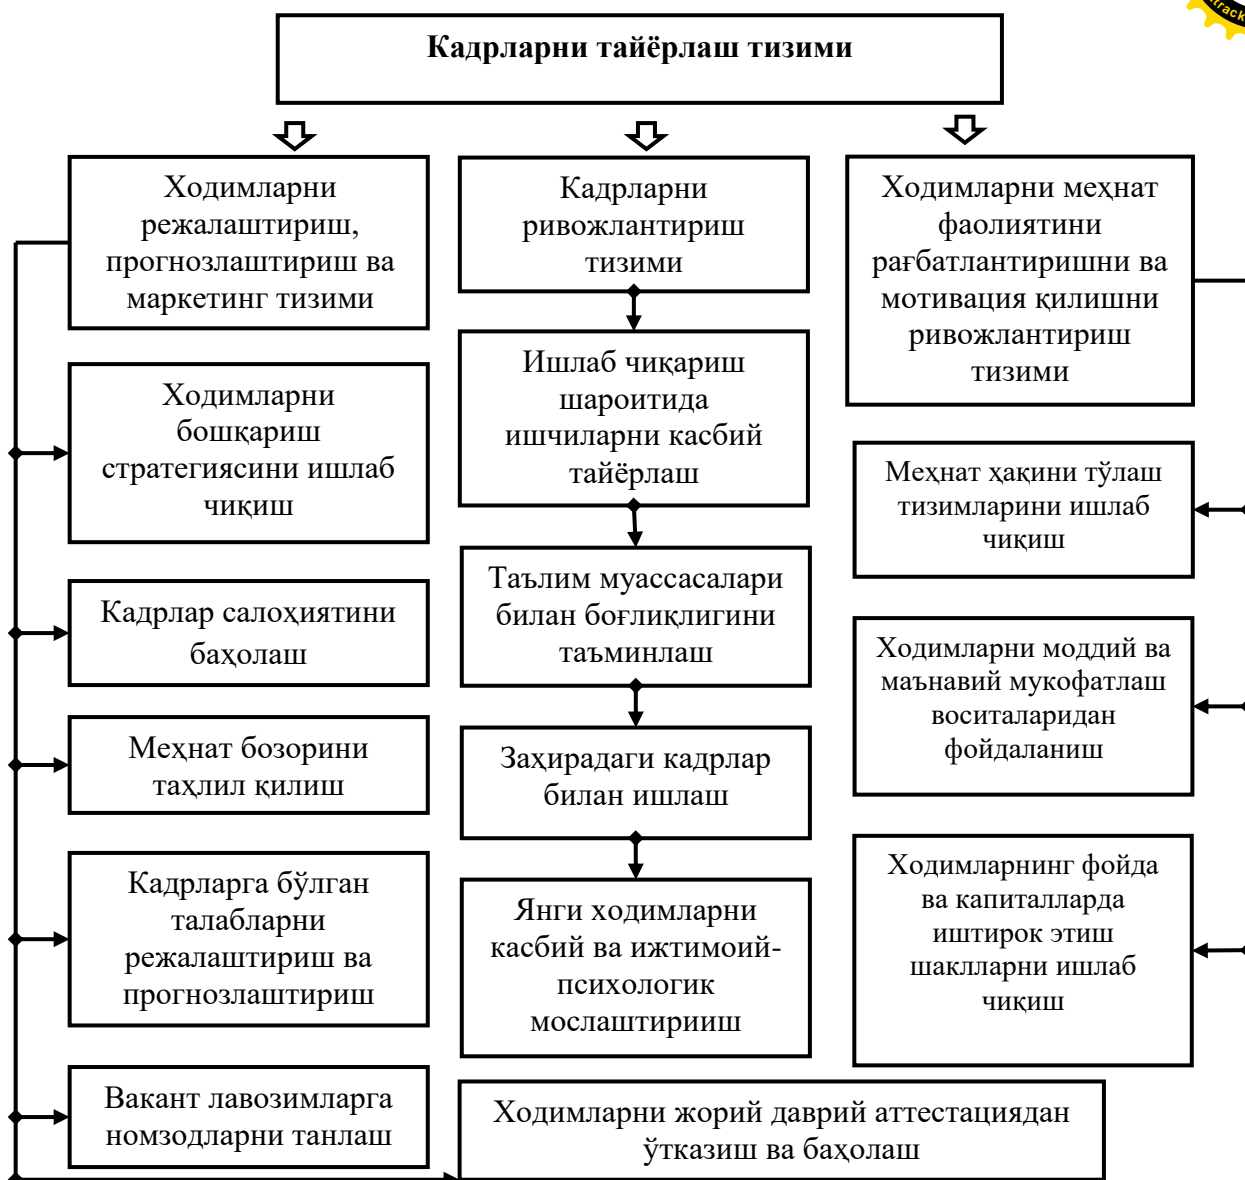 Кадрларни тайёрлаш тизими
Ходимларни
режалаштириш,
прогнозлаштириш ва
маркетинг тизими
Ходимларни
бошқариш
стратегиясини ишлаб
чиқиш
Кадрлар салоҳиятини
баҳолаш
Меҳнат бозорини
таҳлил қилиш
Кадрларга бўлган
талабларни
режалаштириш ва
прогнозлаштириш
Вакант лавозимларга
номзодларни танлаш
Кадрларни
ривожлантириш
тизими
Ишлаб чиқариш
шароитида
ишчиларни касбий
тайёрлаш
Таълим муассасалари
билан боғлиқлигини
таъминлаш
Заҳирадаги кадрлар
билан ишлаш
Янги ходимларни
касбий ва ижтимоий-
психологик
мослаштирииш
Ходимларни жорий даврий аттестациядан
ўтказиш ва баҳолаш
Ходимларни меҳнат
фаолиятини
рағбатлантиришни ва
мотивация қилишни
ривожлантириш
тизими
Меҳнат ҳақини тўлаш
тизимларини ишлаб
чиқиш
Ходимларни моддий ва
маънавий мукофатлаш
воситаларидан
фойдаланиш
Ходимларнинг фойда
ва капиталларда
иштирок этиш
шаклларни ишлаб
чиқиш